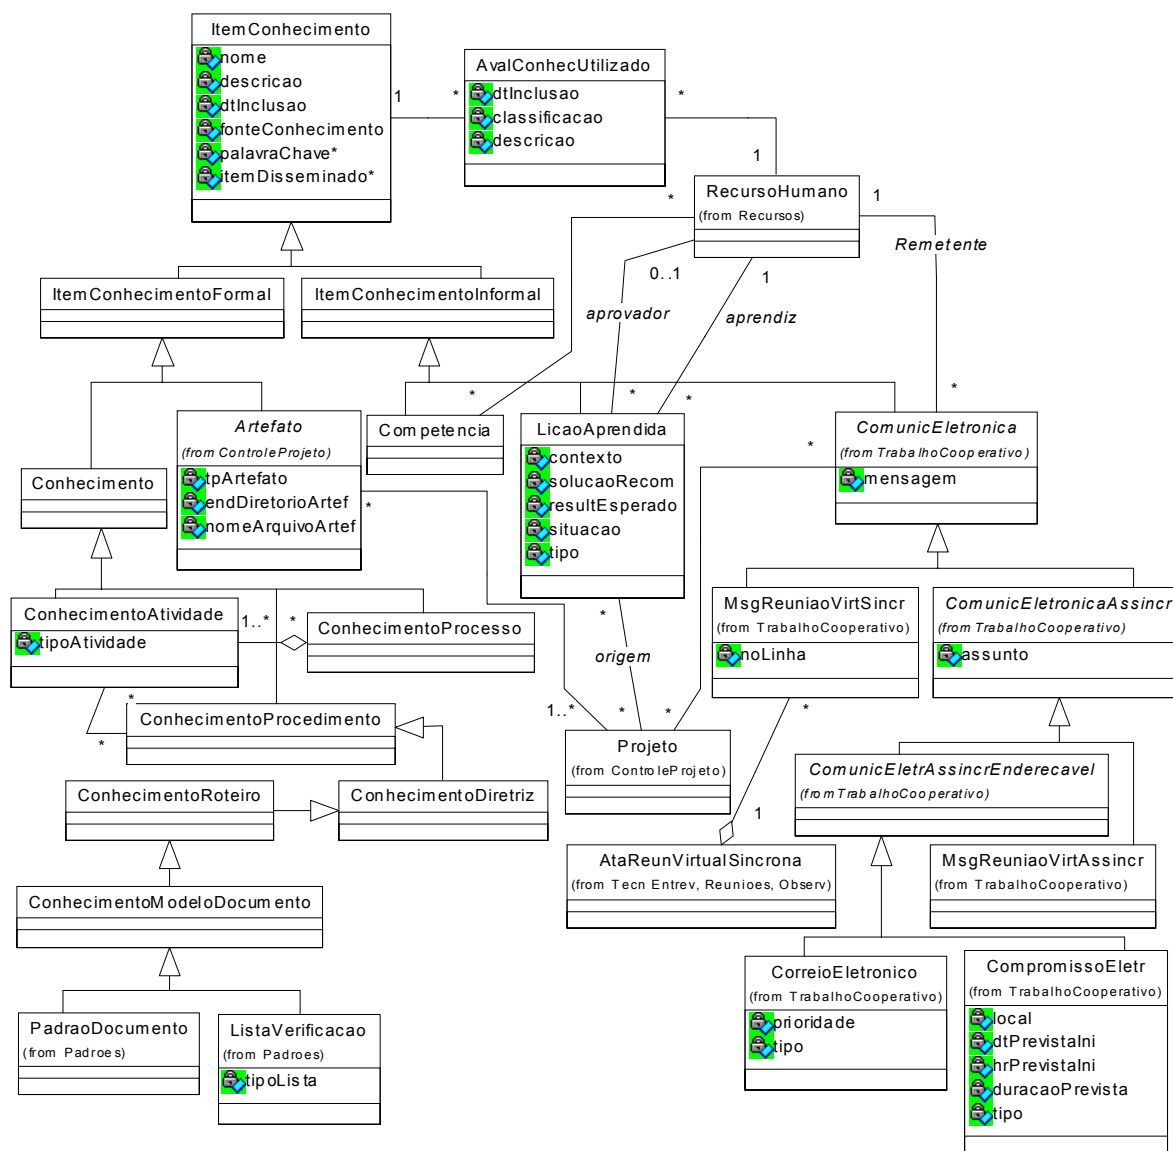 ItemConhecimento
nome
descricao
dtInclusao
fonteConhecimento
palavraChave*
itemDisseminado*
1
*
AvalConhecUtilizado
dtInclusao
classificacao
descricao
*
1
RecursoHumano
(from Recursos)
*
1
Remetente
0..1
1
aprovador
aprendiz
ItemConhecimentoFormal
ItemConhecimentoInformal
*
*
*
*
Conhecimento
Artefato
(from ControleProjeto)
tpArtefato
endDiretorioArtef
nomeArquivoArtef
*
Competencia
LicaoAprendida
contexto
solucaoRecom
resultEsperado
situacao
tipo
*
ComunicEletronica
(from TrabalhoCooperativo)
mensagem
ConhecimentoAtividade
tipoAtividade
1..*
*
ConhecimentoProcesso
*
origem
MsgReuniaoVirtSincr
(from TrabalhoCooperativo)
noLinha
*
ComunicEletronicaAssincr
(from TrabalhoCooperativo)
assunto
*
*
ConhecimentoProcedimento
1..*
*
*
Projeto
(from ControleProjeto)
ComunicEletrAssincrEnderecavel
(from TrabalhoCooperativo)
ConhecimentoRoteiro
ConhecimentoDiretriz
1
AtaReunVirtualSincrona
(from Tecn Entrev, Reunioes, Observ)
MsgReuniaoVirtAssincr
(from TrabalhoCooperativo)
ConhecimentoModeloDocumento
CorreioEletronico
(from TrabalhoCooperativo)
prioridade
tipo
CompromissoEletr
(from TrabalhoCooperativo)
local
dtPrevistaIni
hrPrevistaIni
duracaoPrevista
tipo
PadraoDocumento
(from Padroes)
ListaVerificacao
(from Padroes)
tipoLista